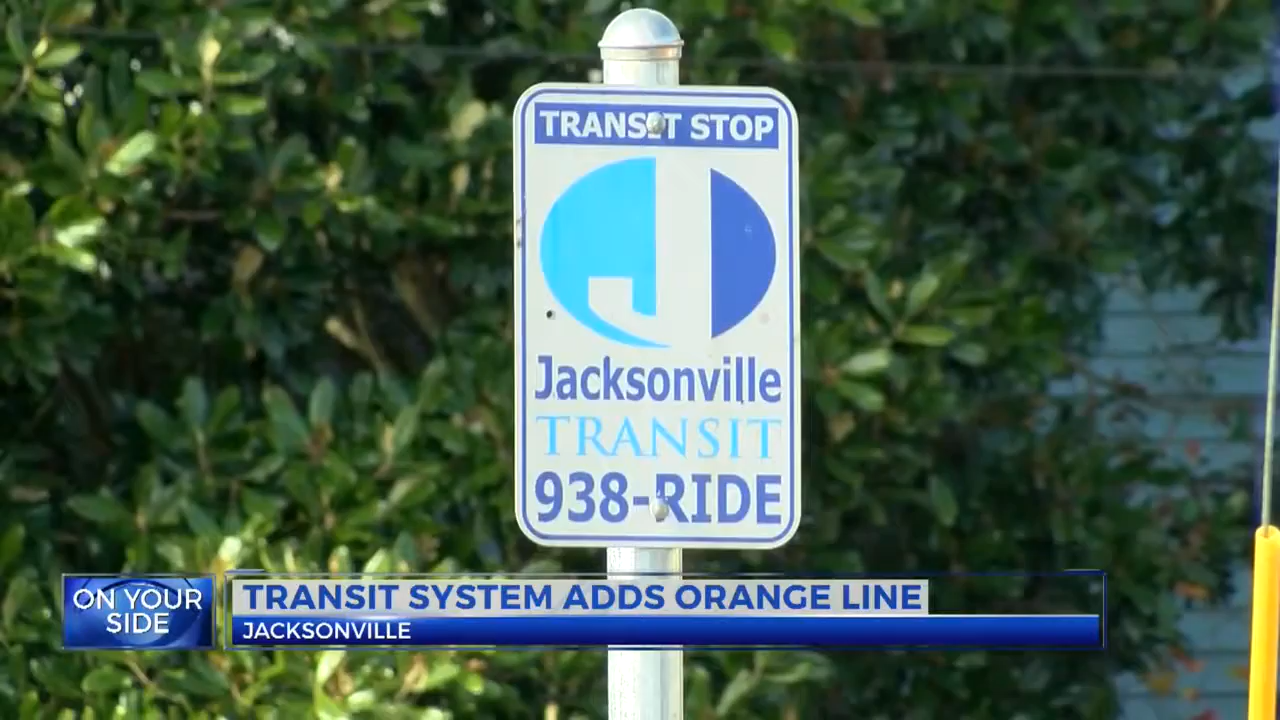 TRANSIT STOP
J
Jacksonville
TRANSIT
938-RIDE
ON YOUR
SIDE
TRANSIT SYSTEM ADDS ORANGE LINE
JACKSONVILLE